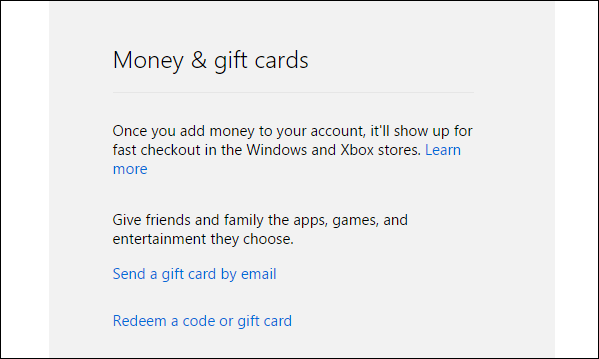 Money & gift cards
Once you add money to your account, it'll show up for
fast checkout in the Windows and Xbox stores. Learn
more
Give friends and family the apps, games, and
entertainment they choose.
Send a gift card by email
Redeem a code or gift card